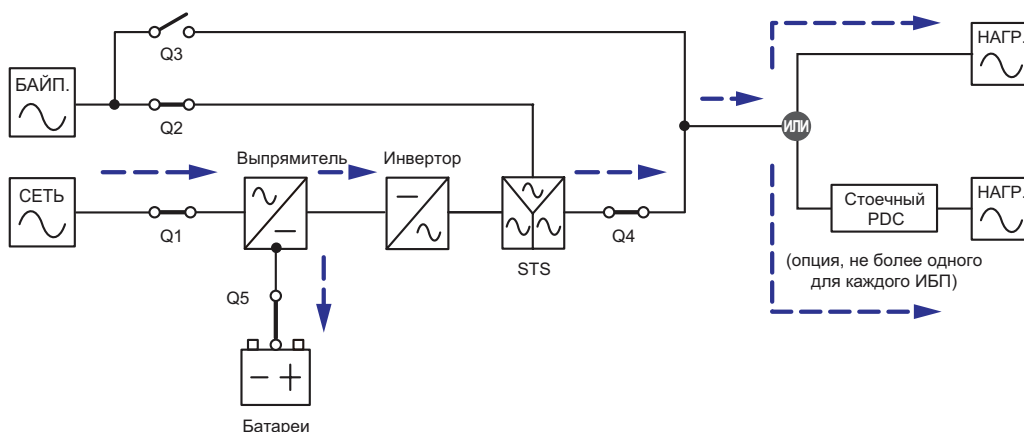 Q3
НАГР.
БАЙП.
Q2
ИЛИ
Выпрямитель
Инвертор
СЕТЬ
Стоечный
PDC
НАГР.
Q1
STS
Q4
(опция, не более одного
для каждого ИБП)
Q5
Батареи